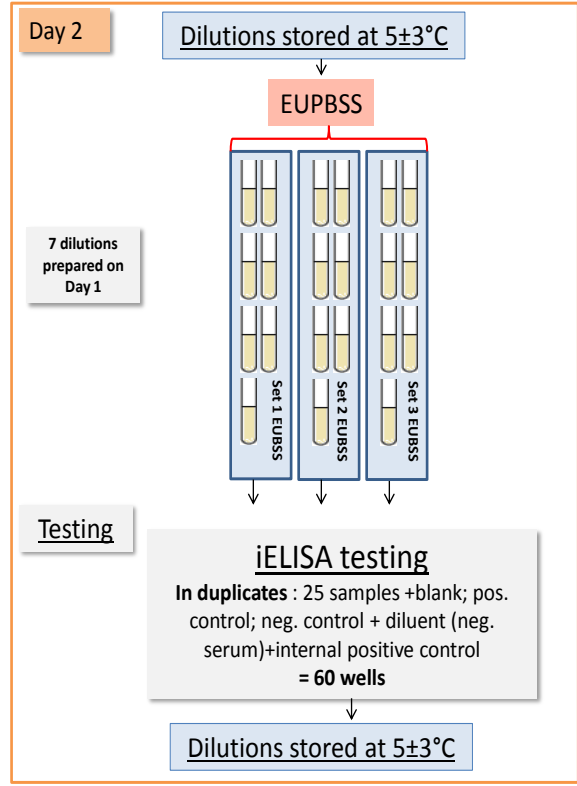 Day 2
Dilutions stored at 5±3°C
EUPBSS
7 dilutions
prepared on
Day 1
Set 1 EUBSS
Set 2 EUBSS
Set 3 EUBSS
Testing
iELISA testing
In duplicates : 25 samples +blank; pos.
control; neg. control + diluent (neg.
serum)+internal positive control
= 60 wells
Dilutions stored at 5±3°C